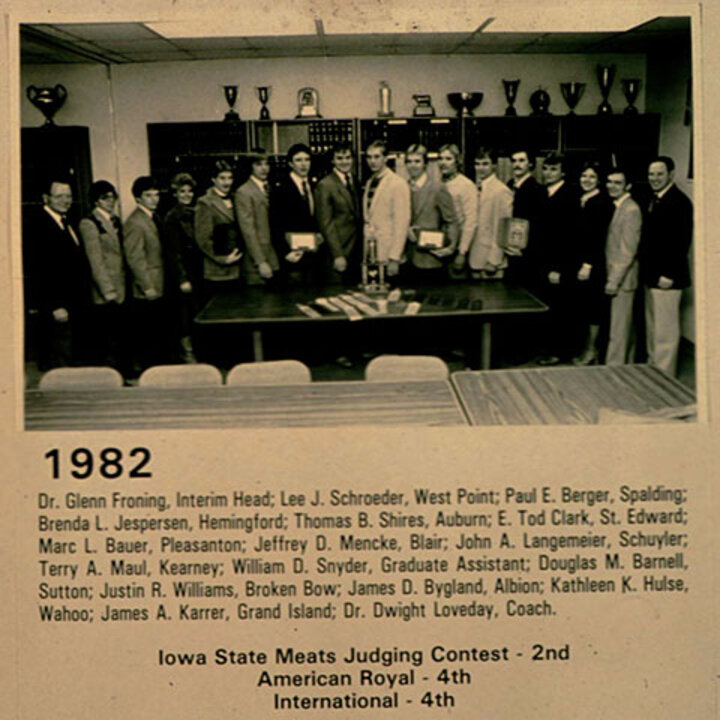 1982
Dr. Glenn Froning, Interim Head; Lee J. Schroeder, West Point; Paul E. Berger, Spalding;
Brenda L. Jespersen, Hemingford; Thomas B. Shires, Auburn; E. Tod Clark, St. Edward;
Marc L. Bauer, Pleasanton; Jeffrey D. Mencke, Blair; John A. Langemeier, Schuyler;
Terry A. Maul, Kearney; William D. Snyder, Graduate Assistant; Douglas M. Barnell,
Sutton; Justin R. Williams, Broken Bow; James D. Bygland, Albion; Kathleen K. Hulse,
Wahoo; James A. Karrer, Grand Island; Dr. Dwight Loveday, Coach.
Iowa State Meats Judging Contest - 2nd
American Royal - 4th
International - 4th